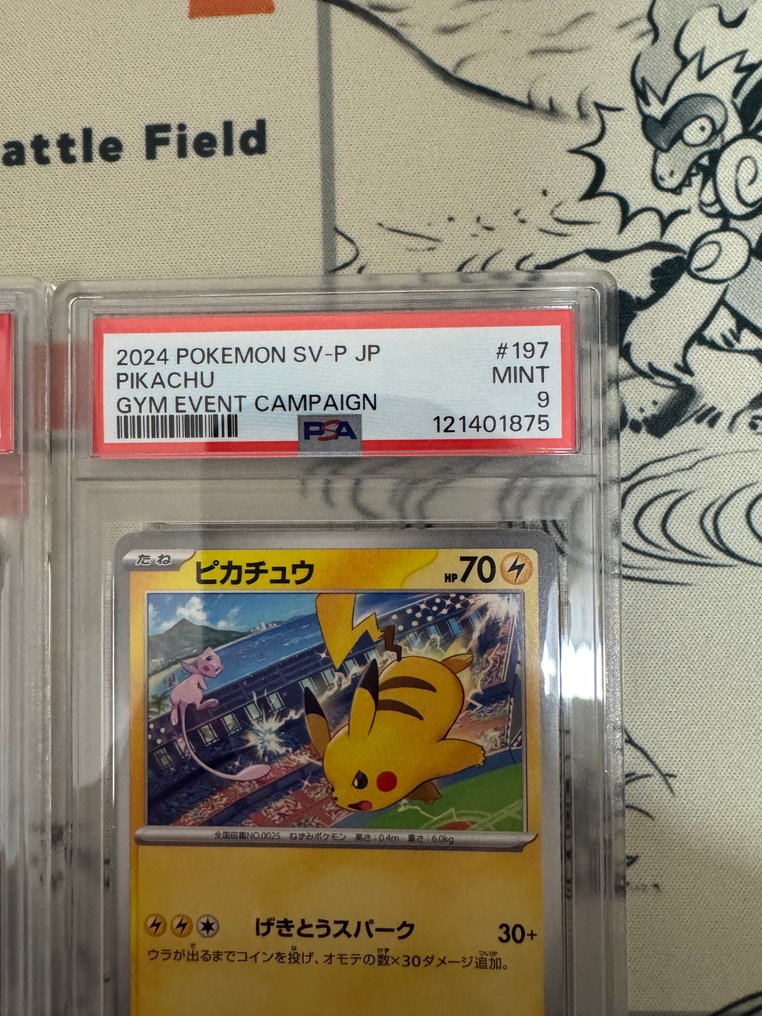 attle Field
2024 POKEMON SV-P JP #197
PIKACHU MINT
GYM EVENT CAMPAIGN 9
PSA 121401875
たね ピカチュウ HP70
全国図鑑NO.0025 ねずみポケモン 高さ:0.4m 重さ:6.0kg
げきとうスパーク 30+
ウラが出るまでコインを投げ、オモテの数×30ダメージ追加。